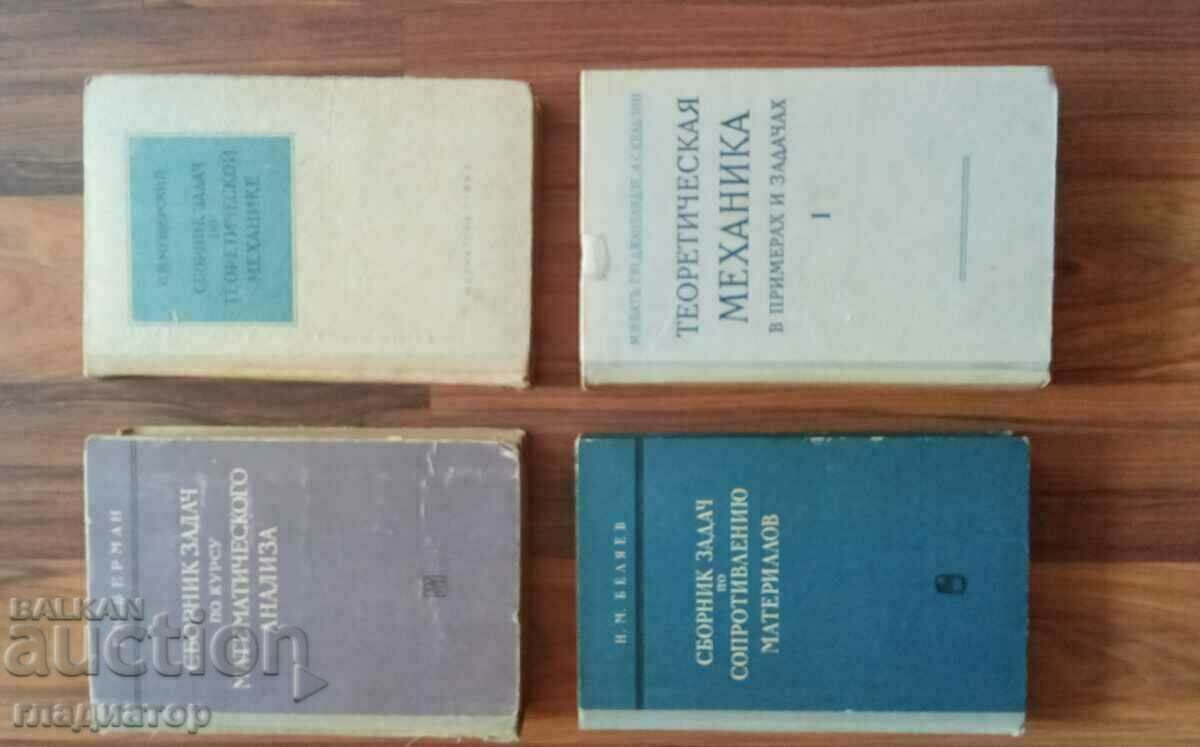 СБОРНИК ЗАДАЧ
ПО
ТЕОРЕТИЧЕСКОЙ
МЕХАНИКЕ
ТЕОРЕТИЧЕСКАЯ
МЕХАНИКА
В ПРИМЕРАХ И ЗАДАЧАХ
I
СБОРНИК ЗАДАЧ
ПО КУРСУ
МАТЕМАТИЧЕСКОГО
АНАЛИЗА
Н. М. БЕЛЯЕВ
СБОРНИК ЗАДАЧ
ПО
СОПРОТИВЛЕНИЮ
МАТЕРИАЛОВ
BALKAN
auction
гладиатор